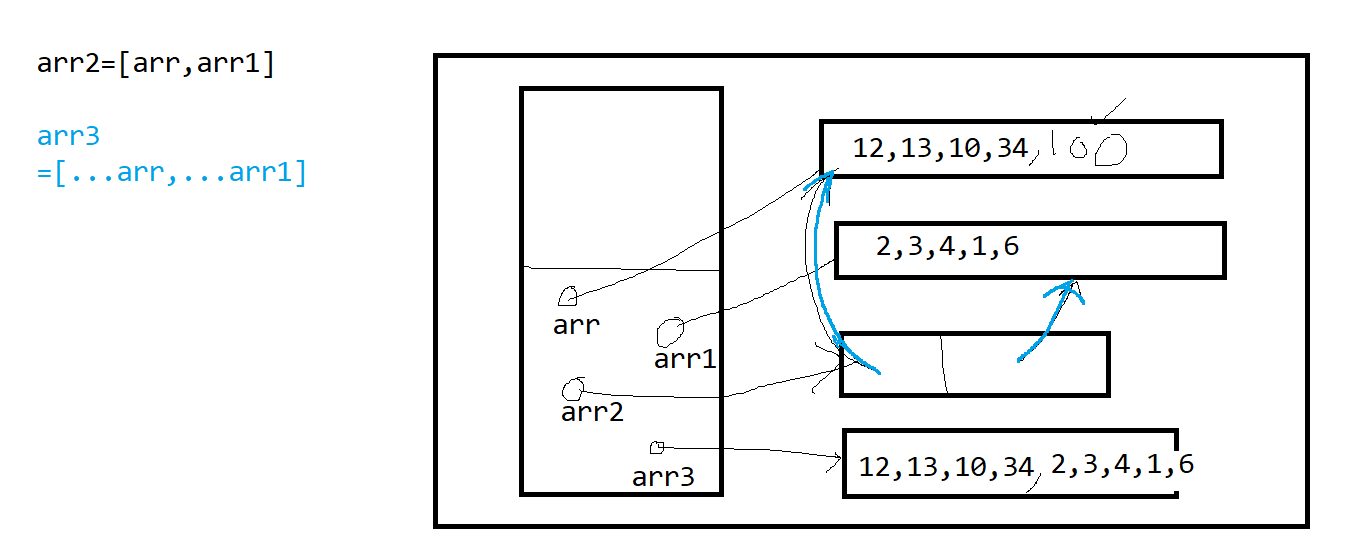 arr2=[arr,arr1]
arr3
=[...arr,...arr1]
12,13,10,34,100
2,3,4,1,6
arr
arr1
arr2
arr3
12,13,10,34, 2,3,4,1,6